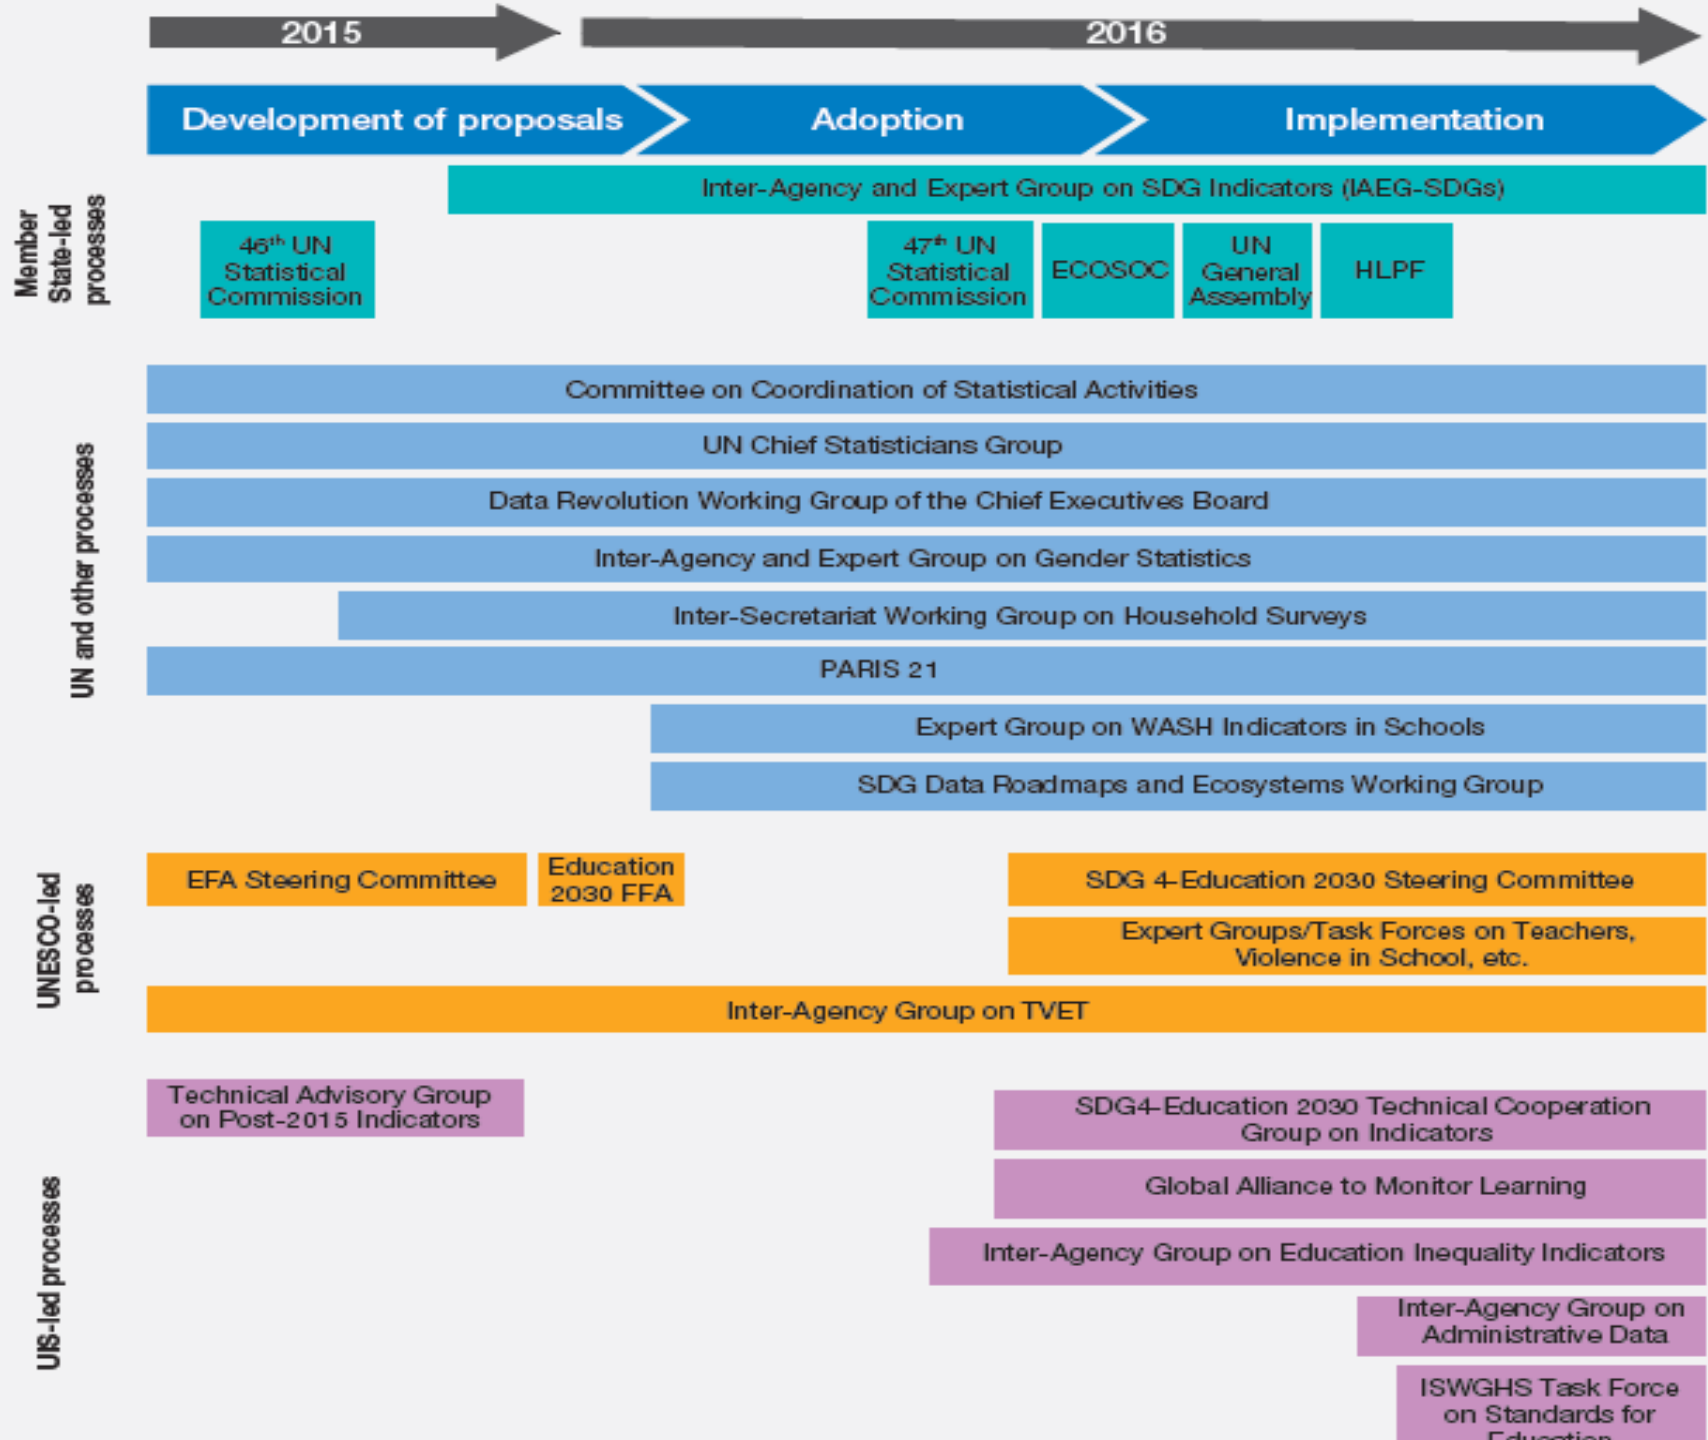 2015
2016
Development of proposals
Adoption
Implementation
Member
State-led
processes
Inter-Agency and Expert Group on SDG Indicators (IAEG-SDGs)
46th UN
Statistical
Commission
47th UN
Statistical
Commission
ECOSOC
UN
General
Assembly
HLPF
UN and other processes
Committee on Coordination of Statistical Activities
UN Chief Statisticians Group
Data Revolution Working Group of the Chief Executives Board
Inter-Agency and Expert Group on Gender Statistics
Inter-Secretariat Working Group on Household Surveys
PARIS 21
Expert Group on WASH Indicators in Schools
SDG Data Roadmaps and Ecosystems Working Group
UNESCO-led
processes
EFA Steering Committee
Education
2030 FFA
SDG 4-Education 2030 Steering Committee
Expert Groups/Task Forces on Teachers,
Violence in School, etc.
Inter-Agency Group on TVET
UIS-led processes
Technical Advisory Group
on Post-2015 Indicators
SDG4-Education 2030 Technical Cooperation
Group on Indicators
Global Alliance to Monitor Learning
Inter-Agency Group on Education Inequality Indicators
Inter-Agency Group on
Administrative Data
ISWGHS Task Force
on Standards for
Education